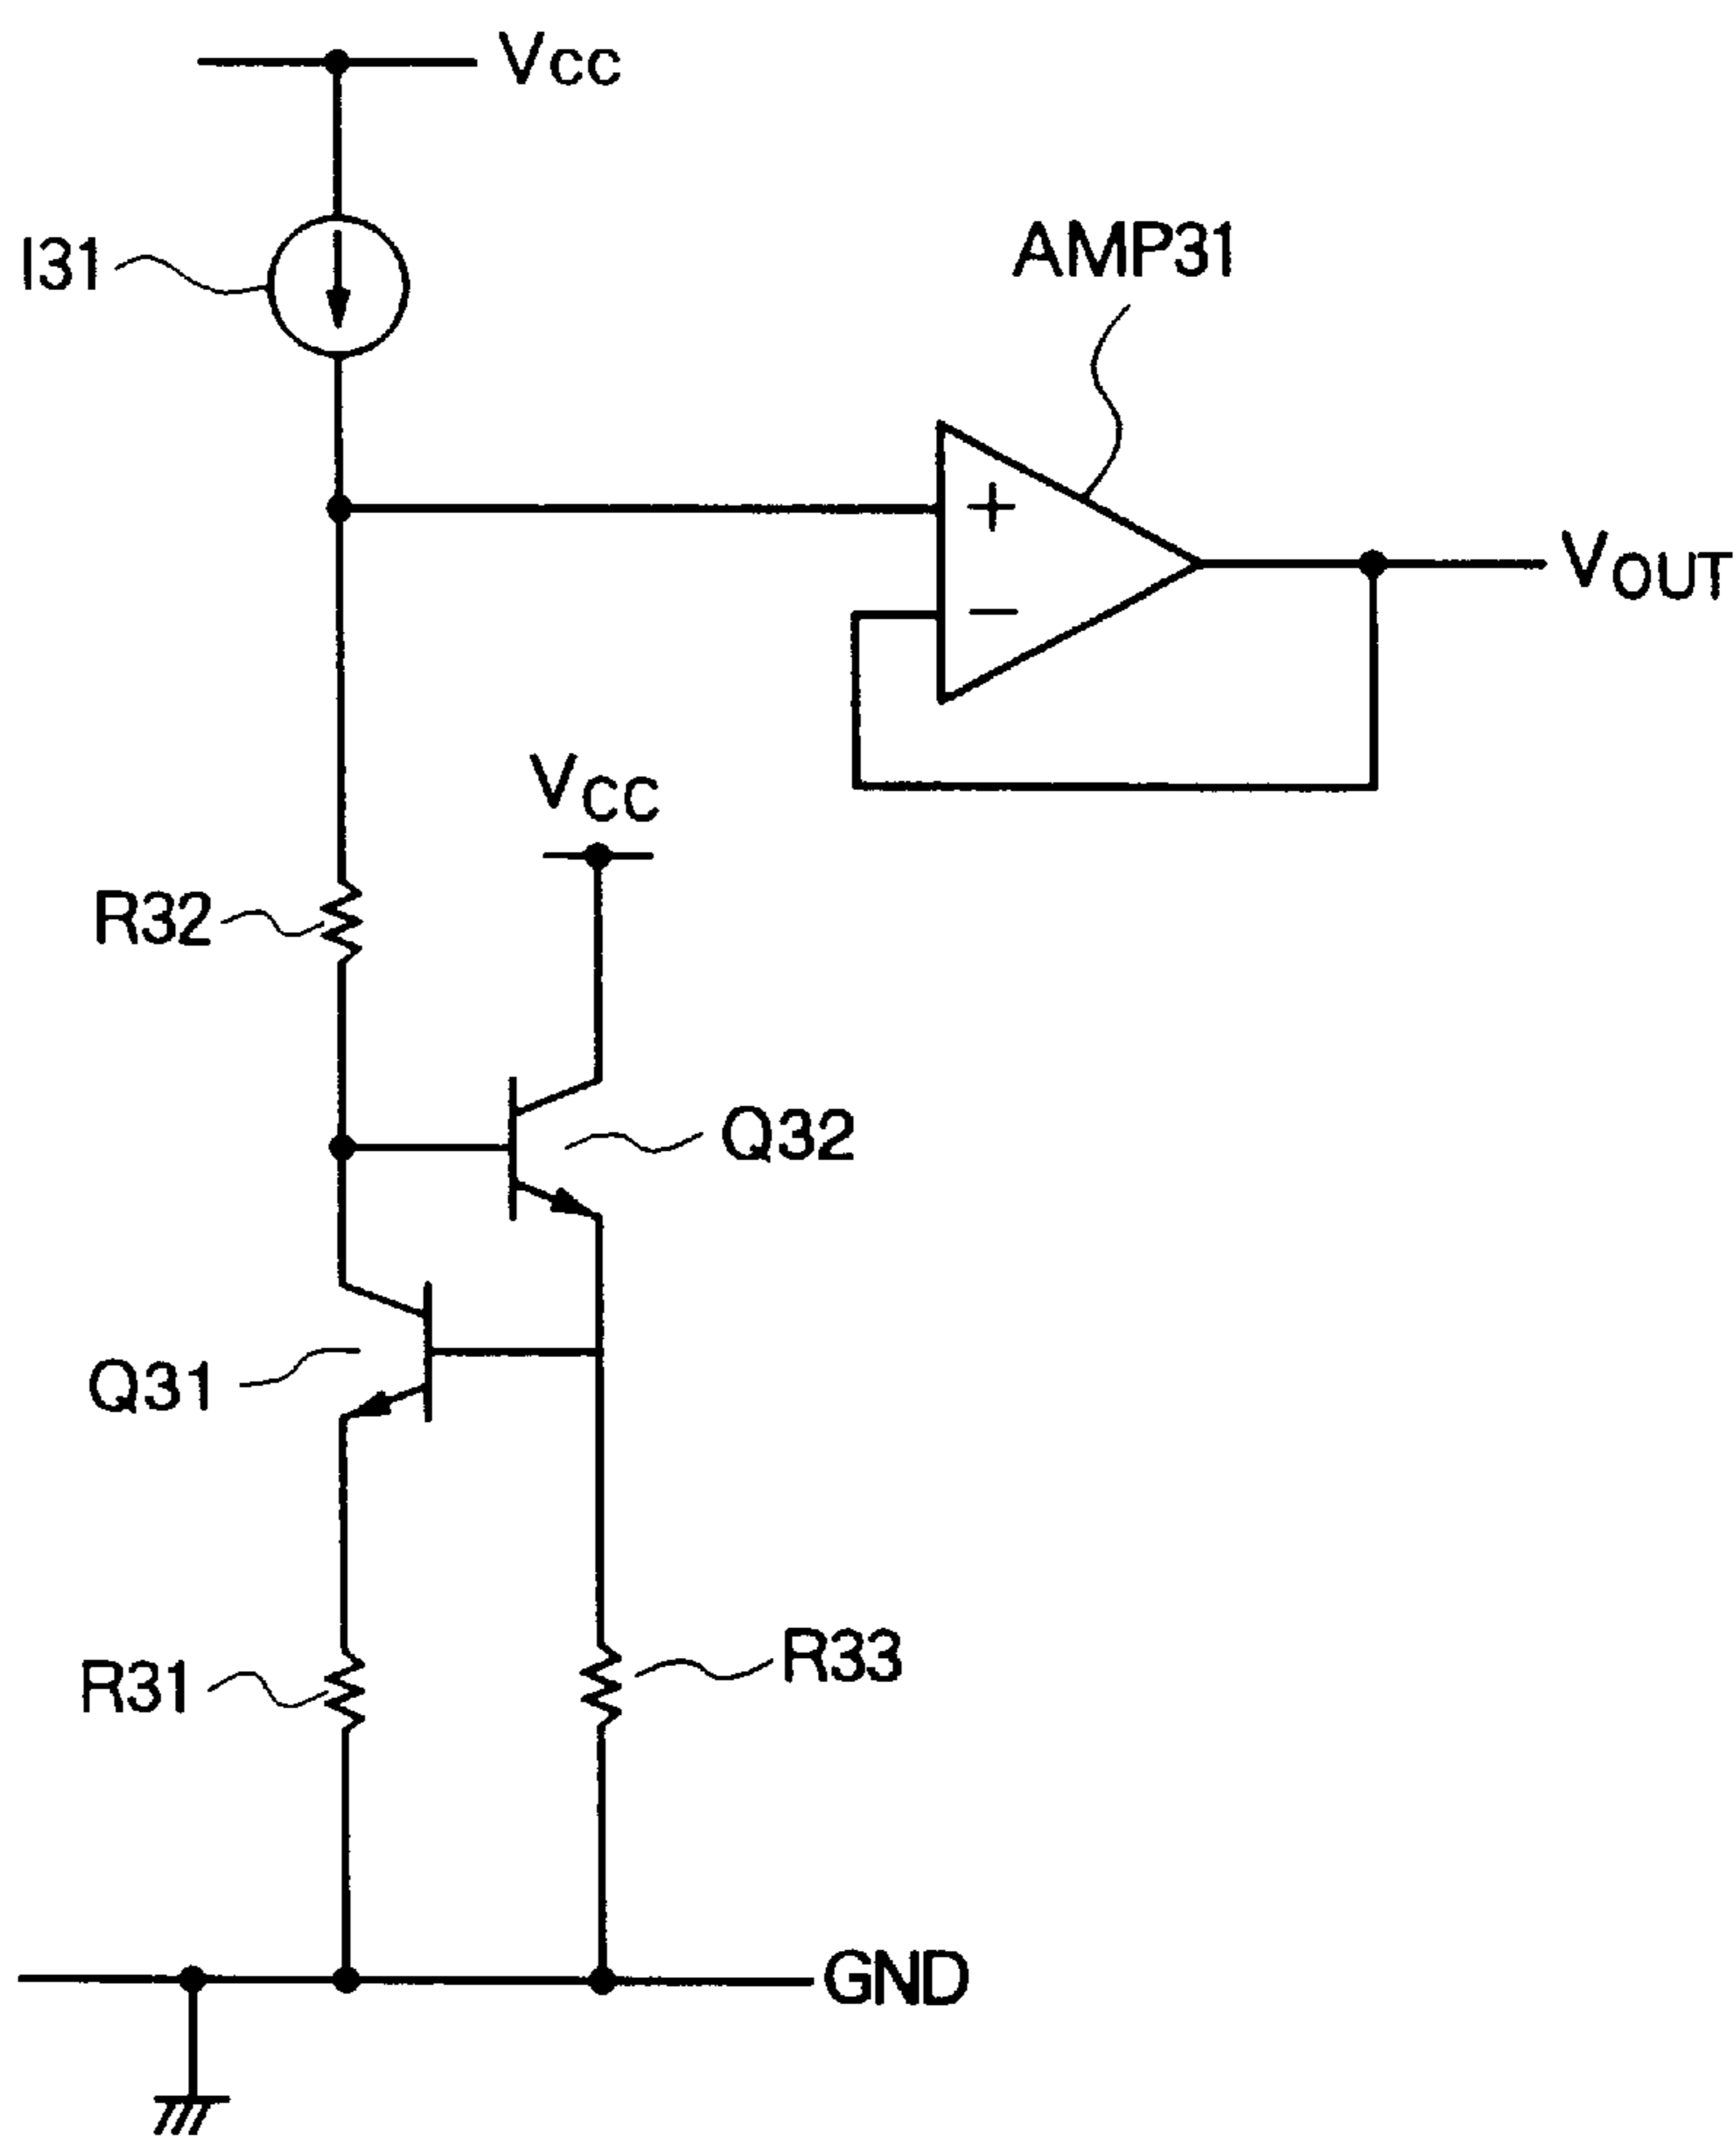 Vcc
I31
AMP31
+
VOUT
−
VCC
R32
Q32
Q31
R33
R31
GND